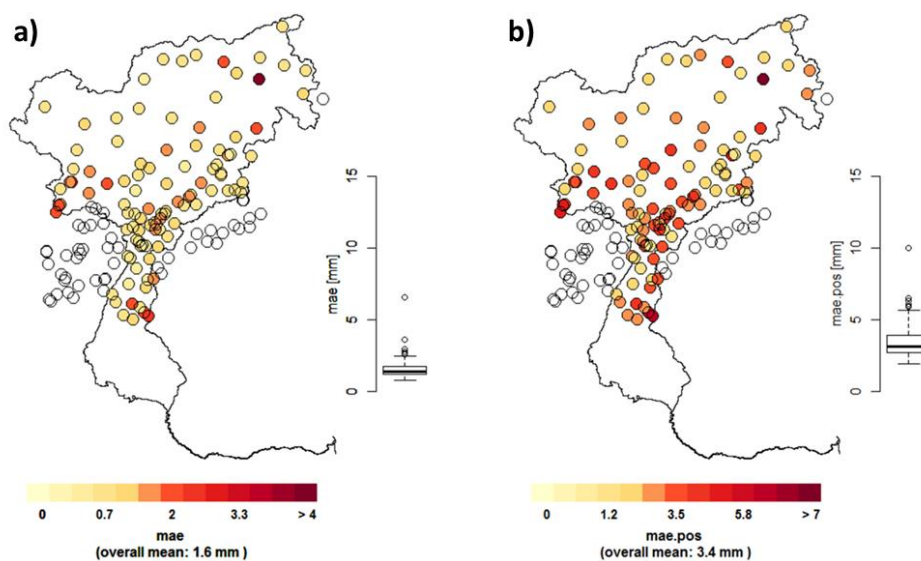 a)
b)
15
10
5
0
mae [mm]
15
10
5
0
mae.pos [mm]
0 0.7 2 3.3 > 4
mae
(overall mean: 1.6 mm )
0 1.2 3.5 5.8 > 7
mae.pos
(overall mean: 3.4 mm )